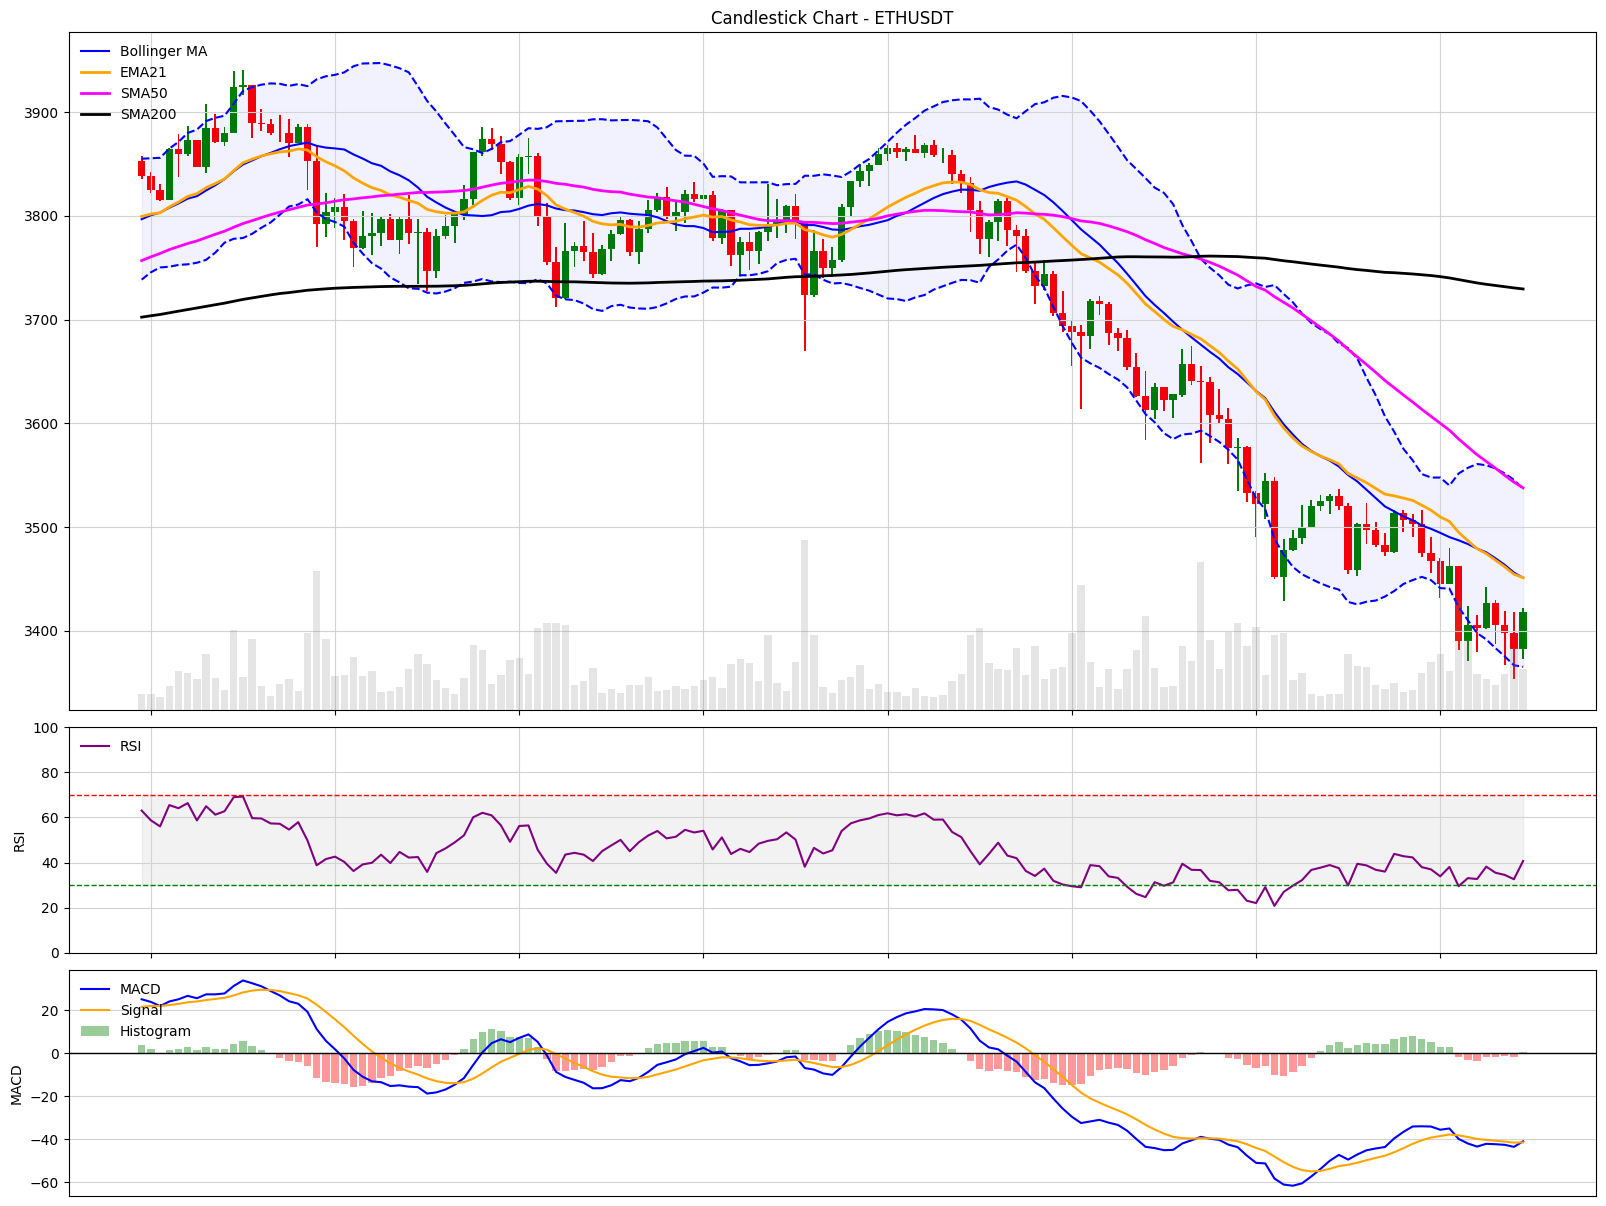 Candlestick Chart - ETHUSDT
Bollinger MA
EMA21
SMA50
SMA200
3900
3800
3700
3600
3500
3400
RSI
100
80
60
40
20
0
RSI
MACD
Signal
Histogram
20
0
−20
−40
−60
MACD